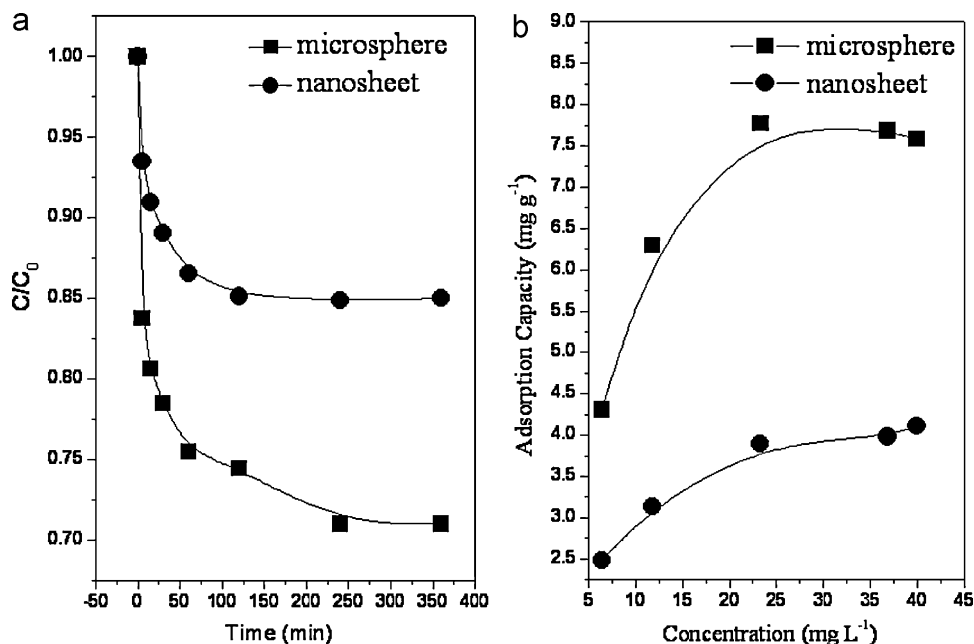 a
microsphere
nanosheet
1.00
0.95
0.90
0.85
0.80
0.75
0.70
C/C0
-50 0 50 100 150 200 250 300 350 400
Time (min)
b
microsphere
nanosheet
9.0
8.5
8.0
7.5
7.0
6.5
6.0
5.5
5.0
4.5
4.0
3.5
3.0
2.5
Adsorption Capacity (mg g-1)
5 10 15 20 25 30 35 40 45
Concentration (mg L-1)